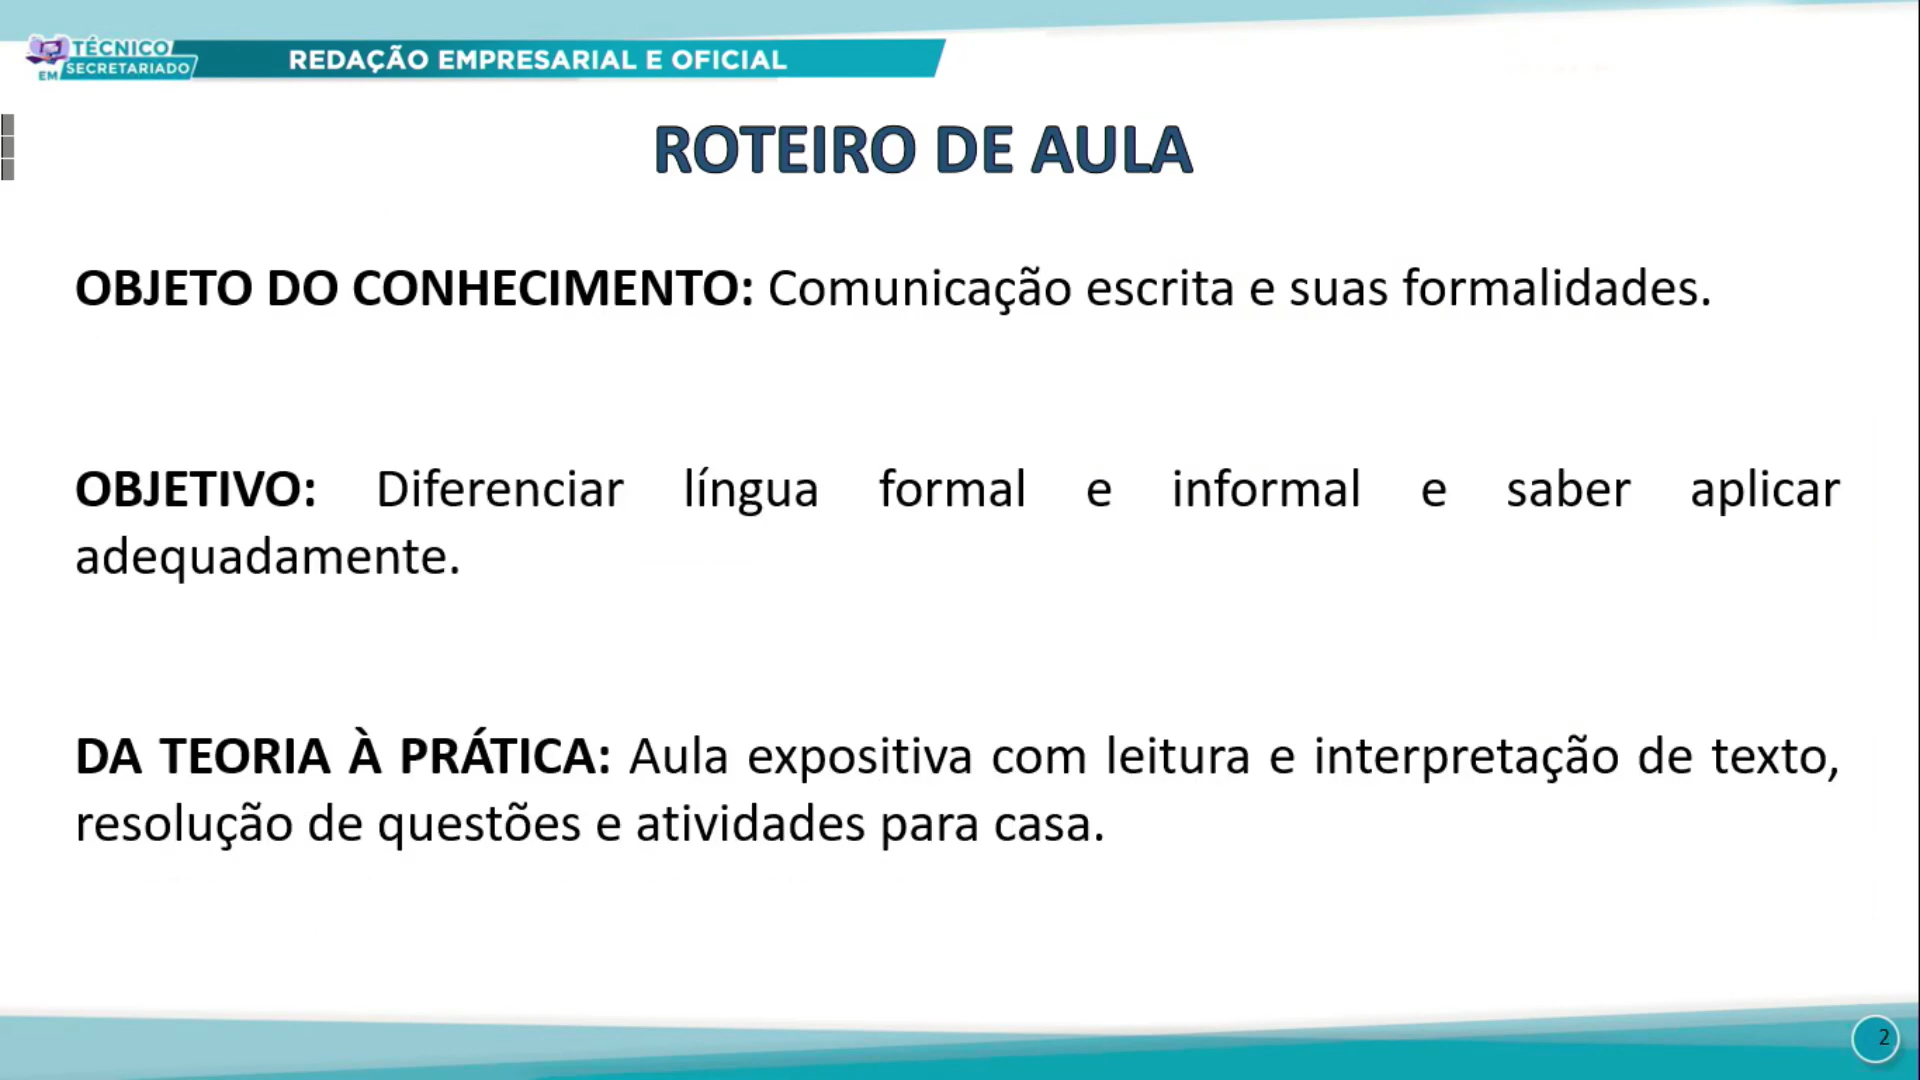 TÉCNICO
EM SECRETARIADO
REDAÇÃO EMPRESARIAL E OFICIAL
ROTEIRO DE AULA
OBJETO DO CONHECIMENTO: Comunicação escrita e suas formalidades.
OBJETIVO: Diferenciar língua formal e informal e saber aplicar
adequadamente.
DA TEORIA À PRÁTICA: Aula expositiva com leitura e interpretação de texto,
resolução de questões e atividades para casa.
2